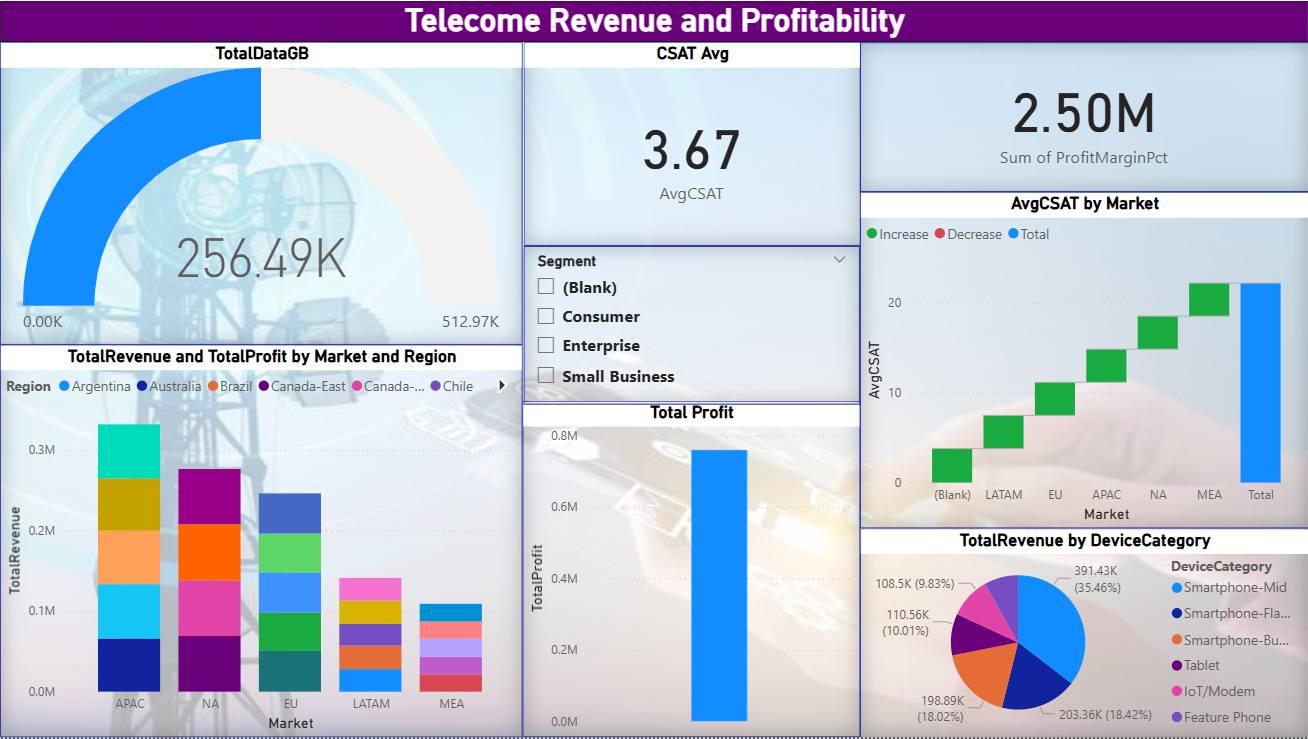 Telecome Revenue and Profitability
TotalDataGB
256.49K
0.00K
512.97K
CSAT Avg
3.67
AvgCSAT
2.50M
Sum of ProfitMarginPct
Segment
(Blank)
Consumer
Enterprise
Small Business
AvgCSAT by Market
Increase Decrease Total
AvgCSAT
20
10
0
(Blank) LATAM EU APAC NA MEA Total
Market
TotalRevenue and TotalProfit by Market and Region
Region Argentina Australia Brazil Canada-East Canada-... Chile
TotalRevenue
0.3M
0.2M
0.1M
0.0M
APAC NA EU LATAM MEA
Market
Total Profit
TotalProfit
0.8M
0.6M
0.4M
0.2M
0.0M
TotalRevenue by DeviceCategory
391.43K
(35.46%)
203.36K (18.42%)
198.89K
(18.02%)
110.56K
(10.01%)
108.5K (9.83%)
DeviceCategory
Smartphone-Mid
Smartphone-Fla...
Smartphone-Bu...
Tablet
IoT/Modem
Feature Phone